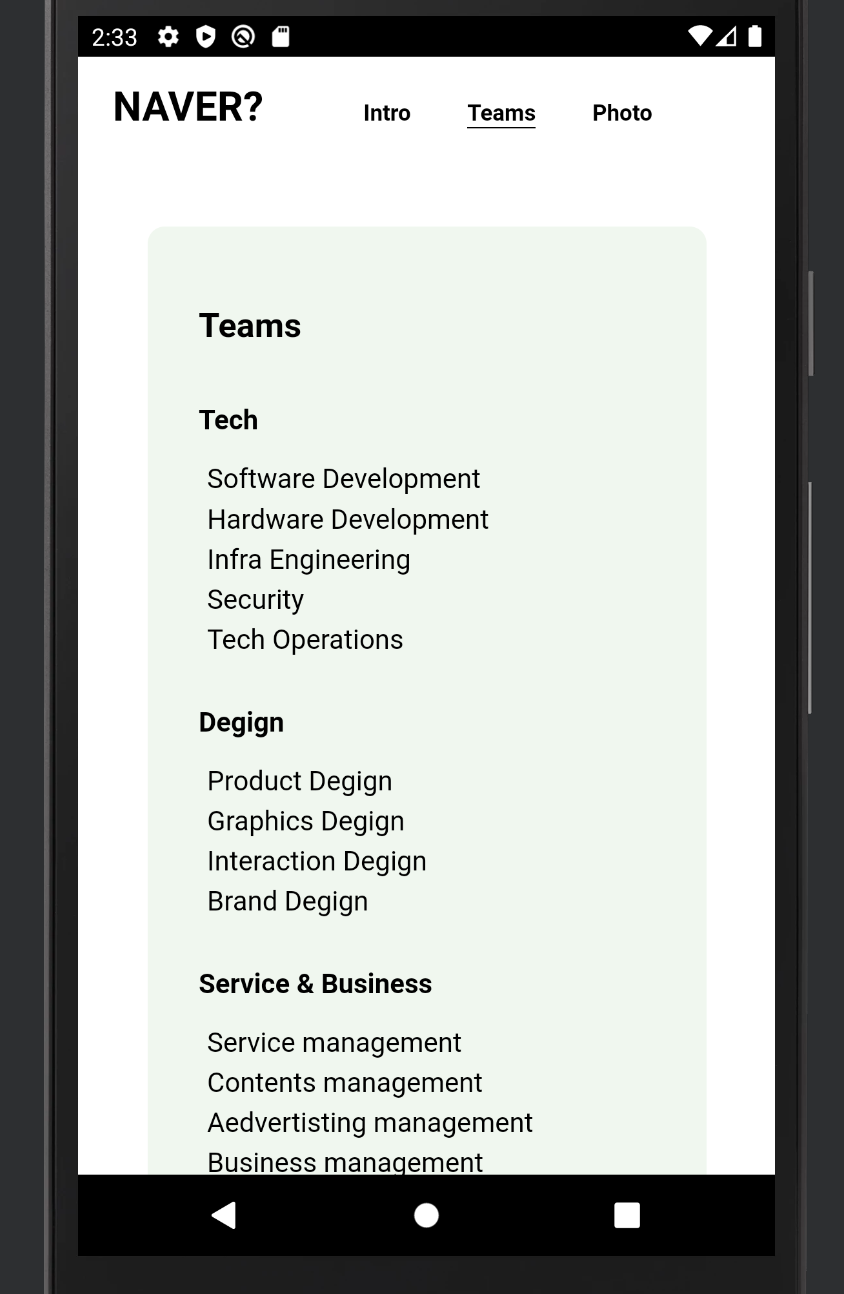 2:33
NAVER? Intro Teams Photo
Teams
Tech
Software Development
Hardware Development
Infra Engineering
Security
Tech Operations
Degign
Product Degign
Graphics Degign
Interaction Degign
Brand Degign
Service & Business
Service management
Contents management
Aedvertisting management
Business management